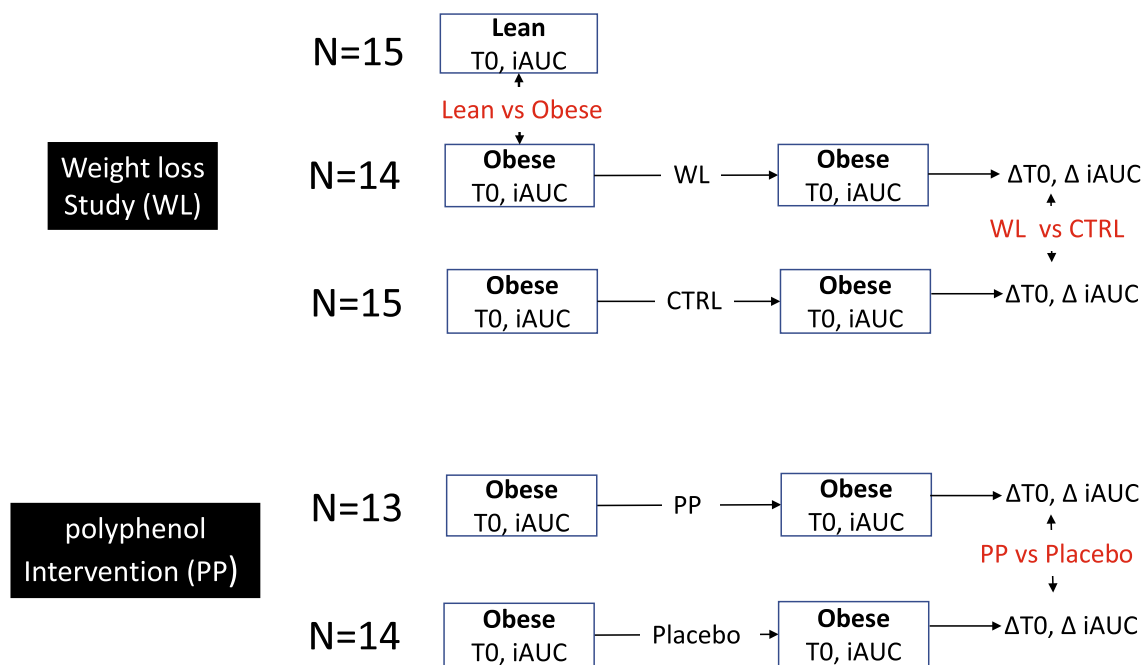 N=15
Lean
T0, iAUC
Lean vs Obese
Weight loss
Study (WL)
N=14
Obese
T0, iAUC
WL
Obese
T0, iAUC
ΔT0, Δ iAUC
WL vs CTRL
N=15
Obese
T0, iAUC
CTRL
Obese
T0, iAUC
ΔT0, Δ iAUC
polyphenol
Intervention (PP)
N=13
Obese
T0, iAUC
PP
Obese
T0, iAUC
ΔT0, Δ iAUC
PP vs Placebo
N=14
Obese
T0, iAUC
Placebo
Obese
T0, iAUC
ΔT0, Δ iAUC